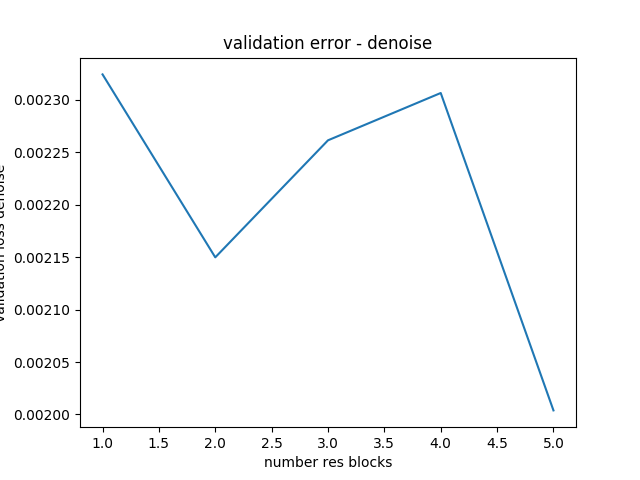 validation error - denoise
validation loss denoise
0.00230
0.00225
0.00220
0.00215
0.00210
0.00205
0.00200
1.0 1.5 2.0 2.5 3.0 3.5 4.0 4.5 5.0
number res blocks